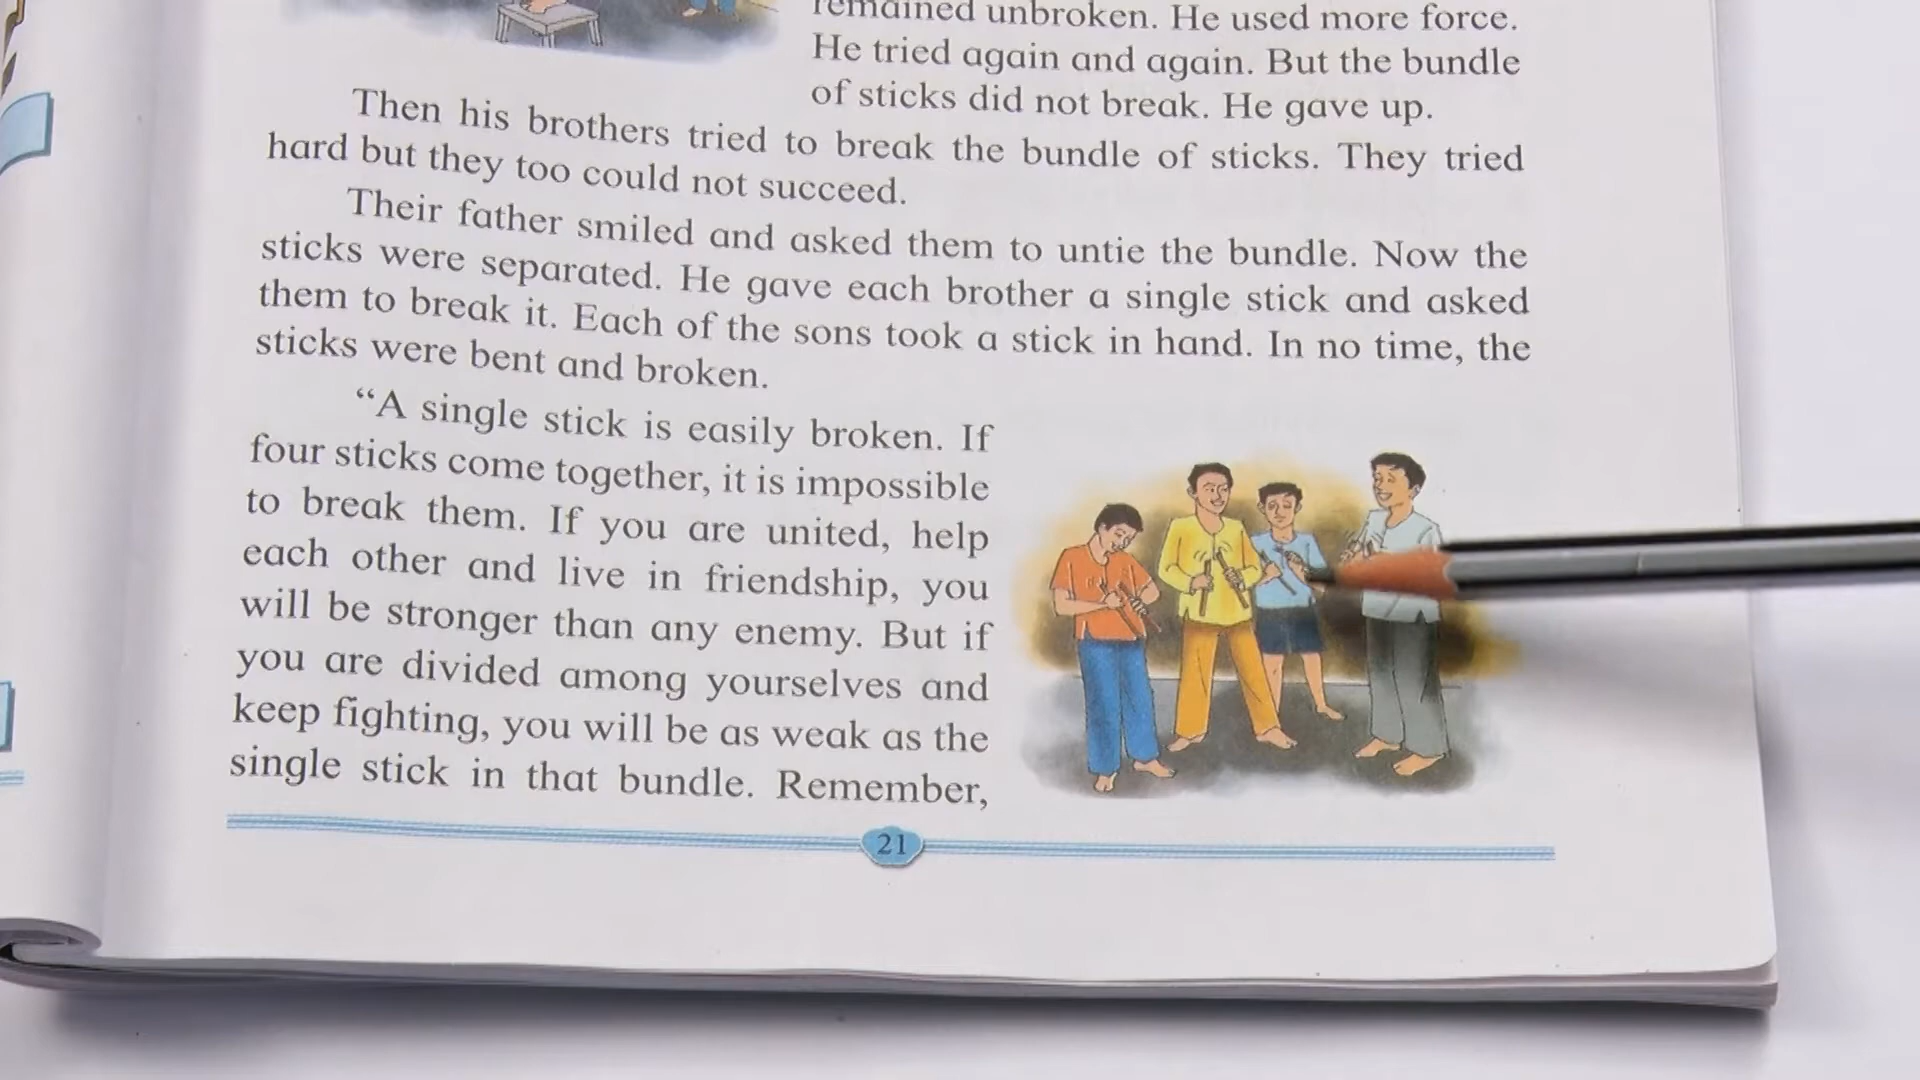 remained unbroken. He used more force.
He tried again and again. But the bundle
of sticks did not break. He gave up.
Then his brothers tried to break the bundle of sticks. They tried
hard but they too could not succeed.
Their father smiled and asked them to untie the bundle. Now the
sticks were separated. He gave each brother a single stick and asked
them to break it. Each of the sons took a stick in hand. In no time, the
sticks were bent and broken.
“A single stick is easily broken. If
four sticks come together, it is impossible
to break them. If you are united, help
each other and live in friendship, you
will be stronger than any enemy. But if
you are divided among yourselves and
keep fighting, you will be as weak as the
single stick in that bundle. Remember,
21